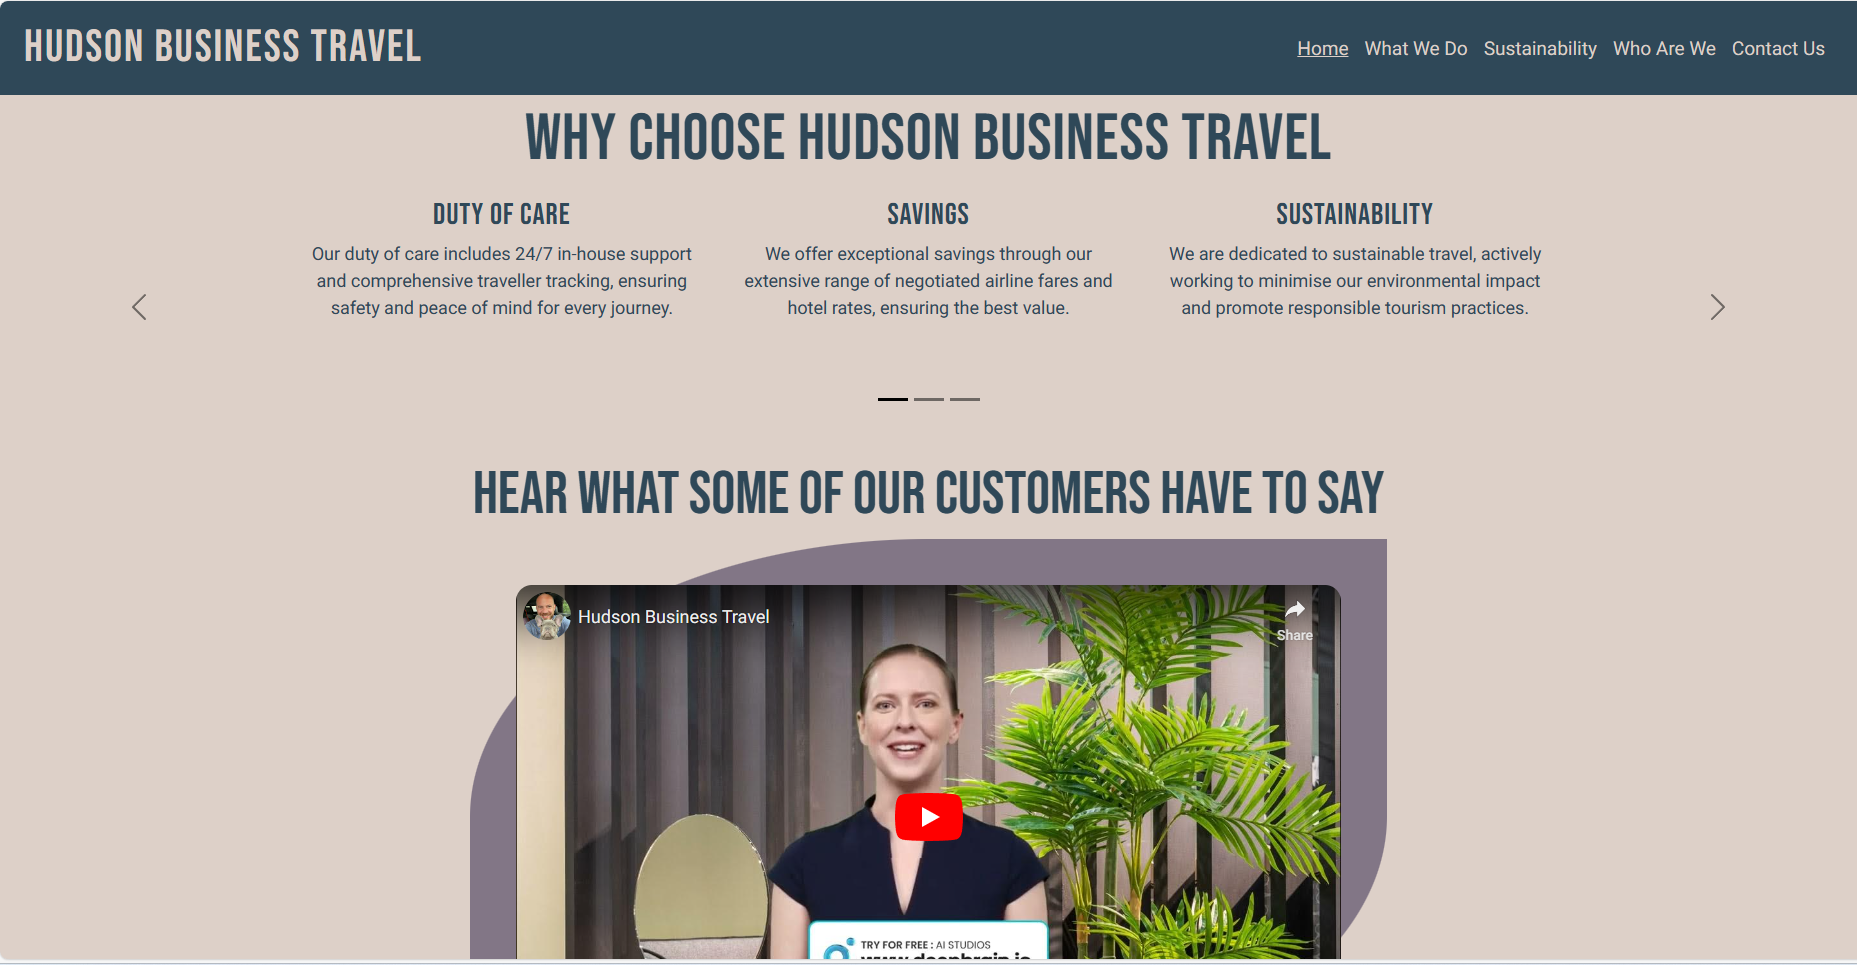 HUDSON BUSINESS TRAVEL
Home What We Do Sustainability Who Are We Contact Us
WHY CHOOSE HUDSON BUSINESS TRAVEL
DUTY OF CARE
Our duty of care includes 24/7 in-house support
and comprehensive traveller tracking, ensuring
safety and peace of mind for every journey.
SAVINGS
We offer exceptional savings through our
extensive range of negotiated airline fares and
hotel rates, ensuring the best value.
SUSTAINABILITY
We are dedicated to sustainable travel, actively
working to minimise our environmental impact
and promote responsible tourism practices.
HEAR WHAT SOME OF OUR CUSTOMERS HAVE TO SAY
Hudson Business Travel
Share
TRY FOR FREE : AI STUDIOS